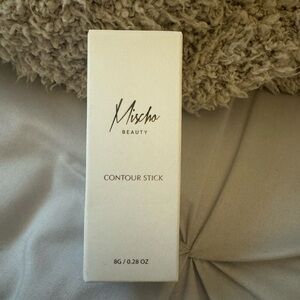 Mischo
BEAUTY
CONTOUR STICK
8G / 0.28 OZ